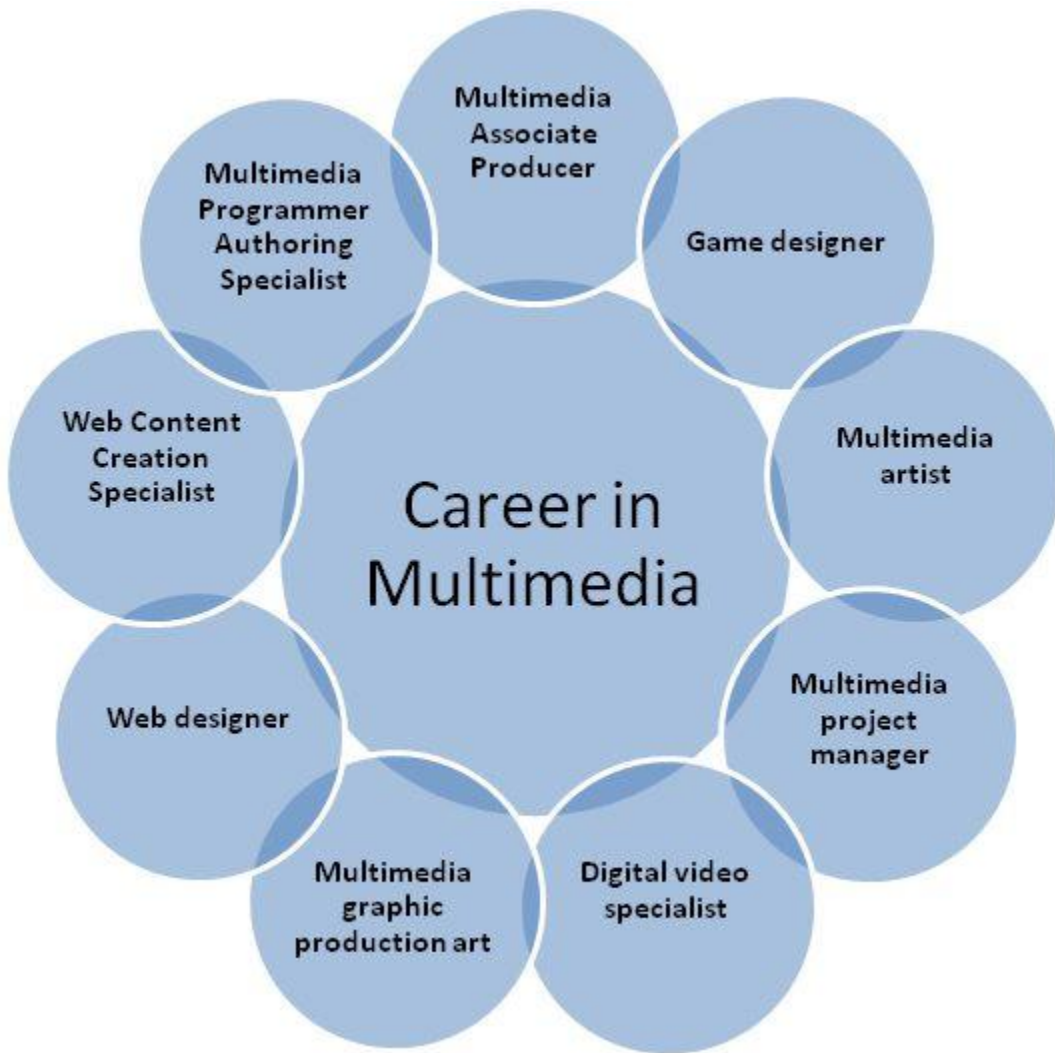 Multimedia
Associate
Producer
Game designer
Multimedia
artist
Multimedia
project
manager
Digital video
specialist
Multimedia
graphic
production art
Web designer
Web Content
Creation
Specialist
Multimedia
Programmer
Authoring
Specialist
Career in
Multimedia